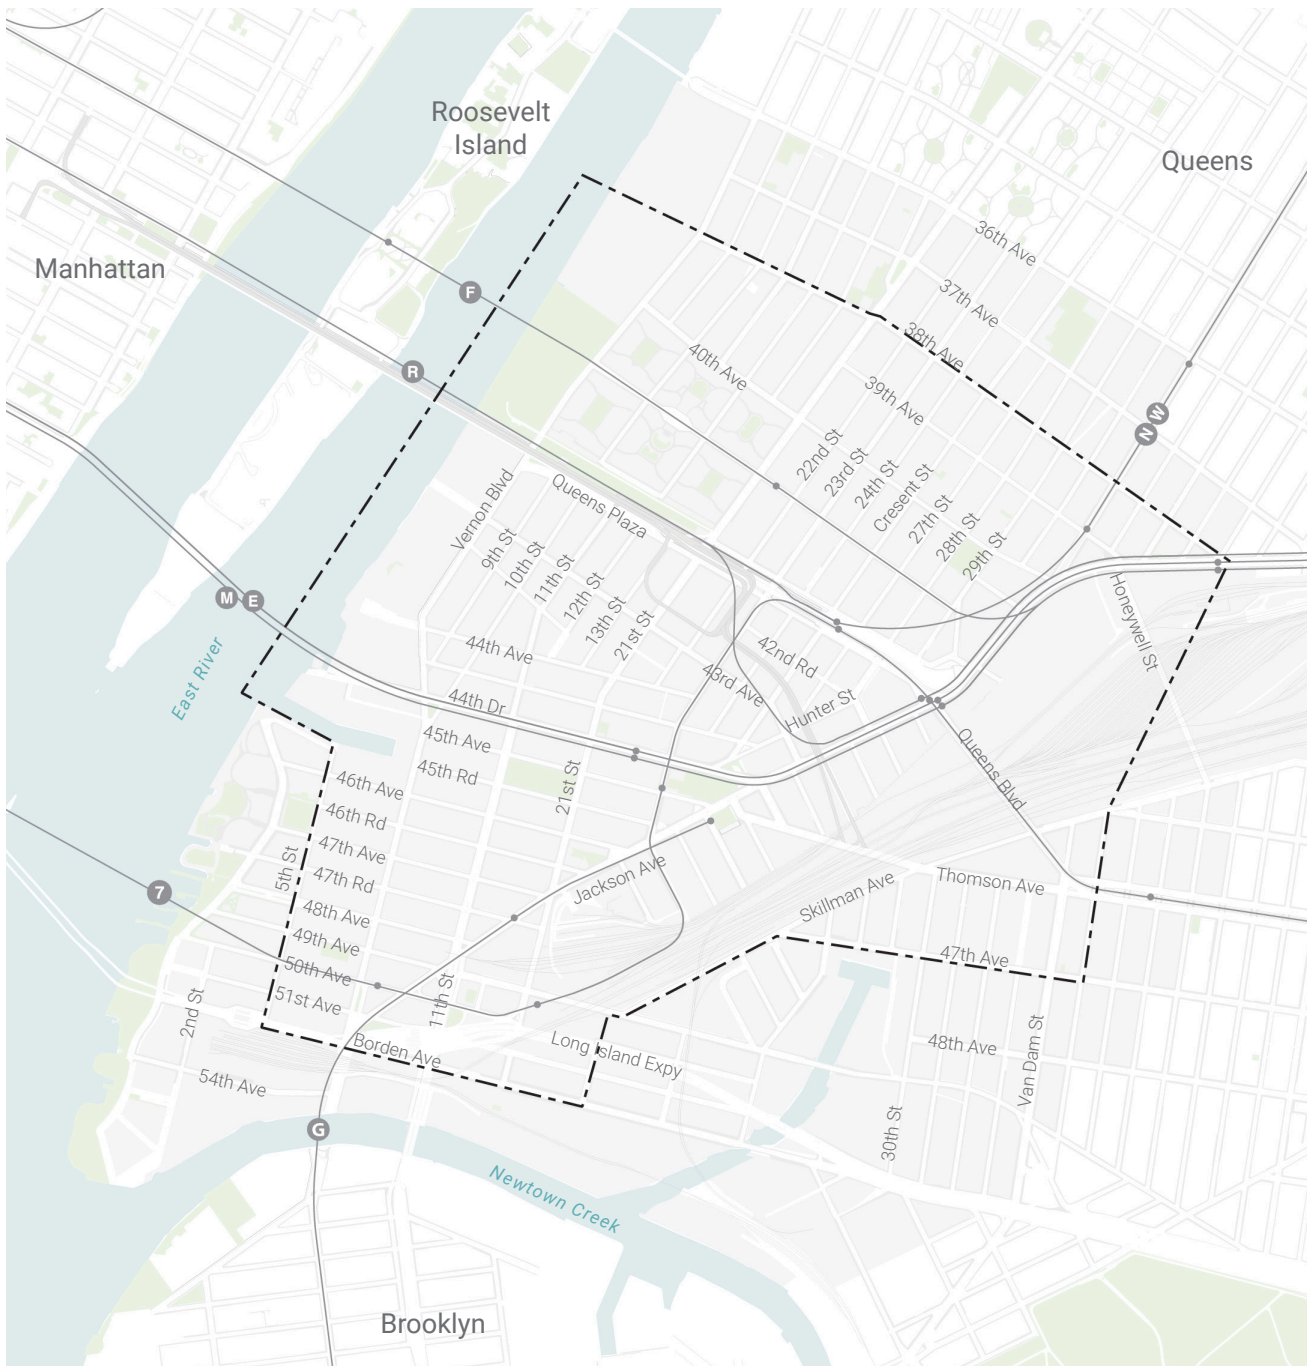 Roosevelt
Island
Queens
Manhattan
36th Ave
37th Ave
38th Ave
F
R
40th Ave
39th Ave
N
W
22nd St
23rd St
24th St
Cresent St
27th St
28th St
29th St
Vernon Blvd
Queens Plaza
9th St
10th St
11th St
12th St
13th St
21st St
M
E
Honeywell St
44th Ave
42nd Rd
43rd Ave
East River
44th Dr
Hunter St
45th Ave
45th Rd
Queens Blvd
46th Ave
21st St
46th Rd
47th Ave
5th St
47th Rd
Jackson Ave
Skillman Ave
Thomson Ave
7
48th Ave
49th Ave
47th Ave
50th Ave
51st Ave
11th St
2nd St
Borden Ave
Long Island Expy
48th Ave
Van Dam St
54th Ave
30th St
G
Newtown Creek
Brooklyn